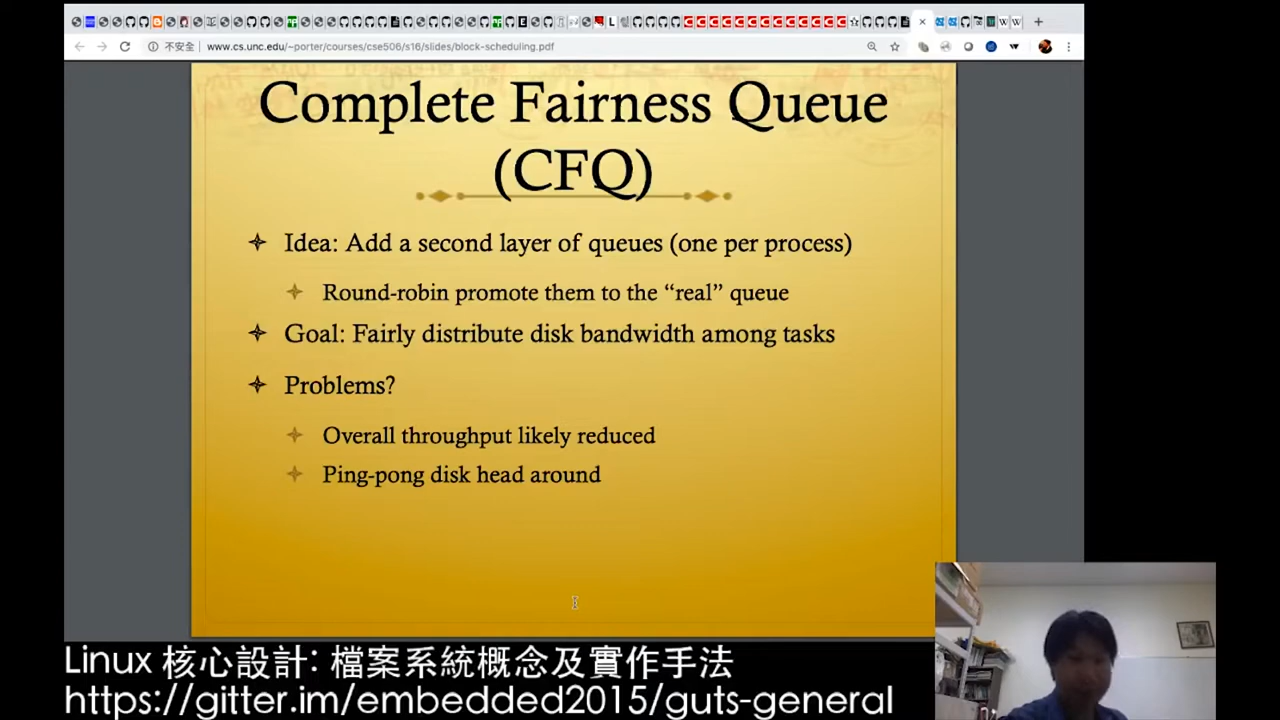 不安全 www.cs.unc.edu/~porter/courses/cse506/s16/slides/block-scheduling.pdf
Complete Fairness Queue
(CFQ)
Idea: Add a second layer of queues (one per process)
Round-robin promote them to the “real” queue
Goal: Fairly distribute disk bandwidth among tasks
Problems?
Overall throughput likely reduced
Ping-pong disk head around
Linux 核心設計: 檔案系統概念及實作手法
https://gitter.im/embedded2015/guts-general